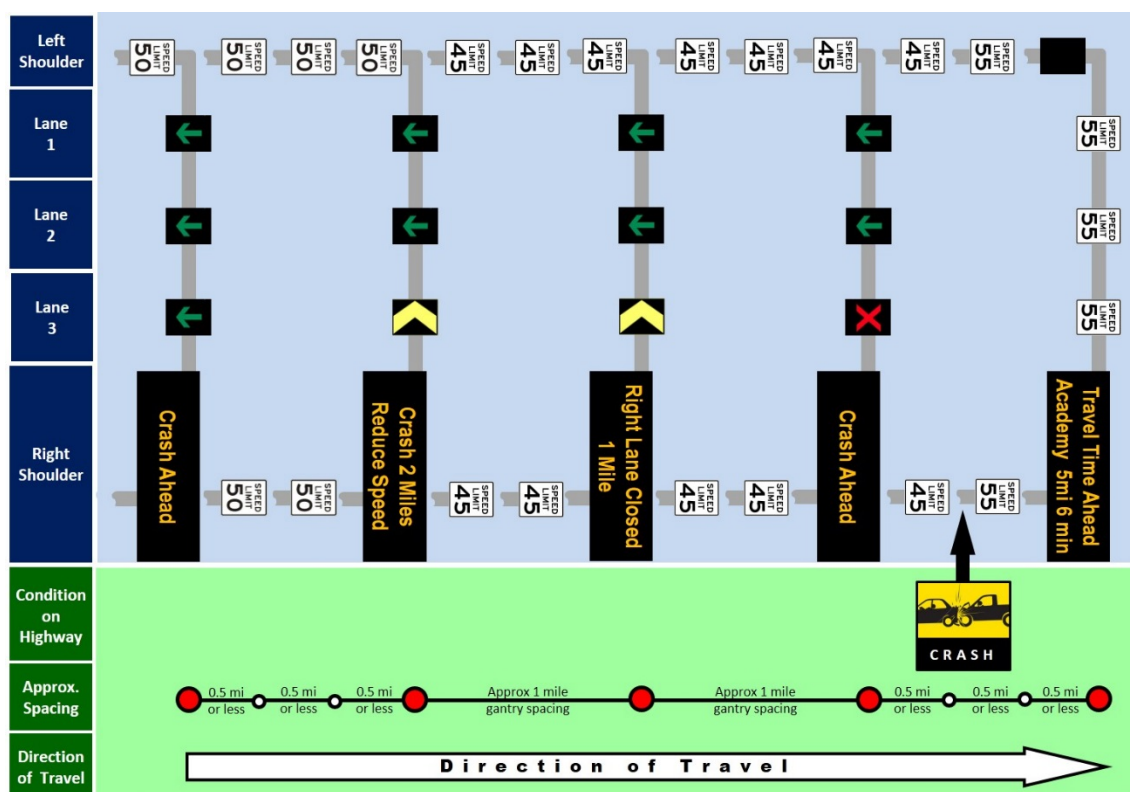 Left
Shoulder
SPEED
LIMIT
50
SPEED
LIMIT
50
SPEED
LIMIT
50
SPEED
LIMIT
50
SPEED
LIMIT
45
SPEED
LIMIT
45
SPEED
LIMIT
45
SPEED
LIMIT
45
SPEED
LIMIT
45
SPEED
LIMIT
45
SPEED
LIMIT
45
SPEED
LIMIT
55
Lane
1
SPEED
LIMIT
55
Lane
2
SPEED
LIMIT
55
Lane
3
SPEED
LIMIT
55
Right
Shoulder
Crash Ahead
SPEED
LIMIT
50
SPEED
LIMIT
50
Crash 2 Miles
Reduce Speed
SPEED
LIMIT
45
SPEED
LIMIT
45
Right Lane Closed
1 Mile
SPEED
LIMIT
45
SPEED
LIMIT
45
Crash Ahead
SPEED
LIMIT
45
SPEED
LIMIT
55
Travel Time Ahead
Academy 5mi 6 min
Condition
on
Highway
CRASH
Approx.
Spacing
0.5 mi
or less
0.5 mi
or less
0.5 mi
or less
Approx 1 mile
gantry spacing
Approx 1 mile
gantry spacing
0.5 mi
or less
0.5 mi
or less
0.5 mi
or less
Direction
of Travel
Direction of Travel